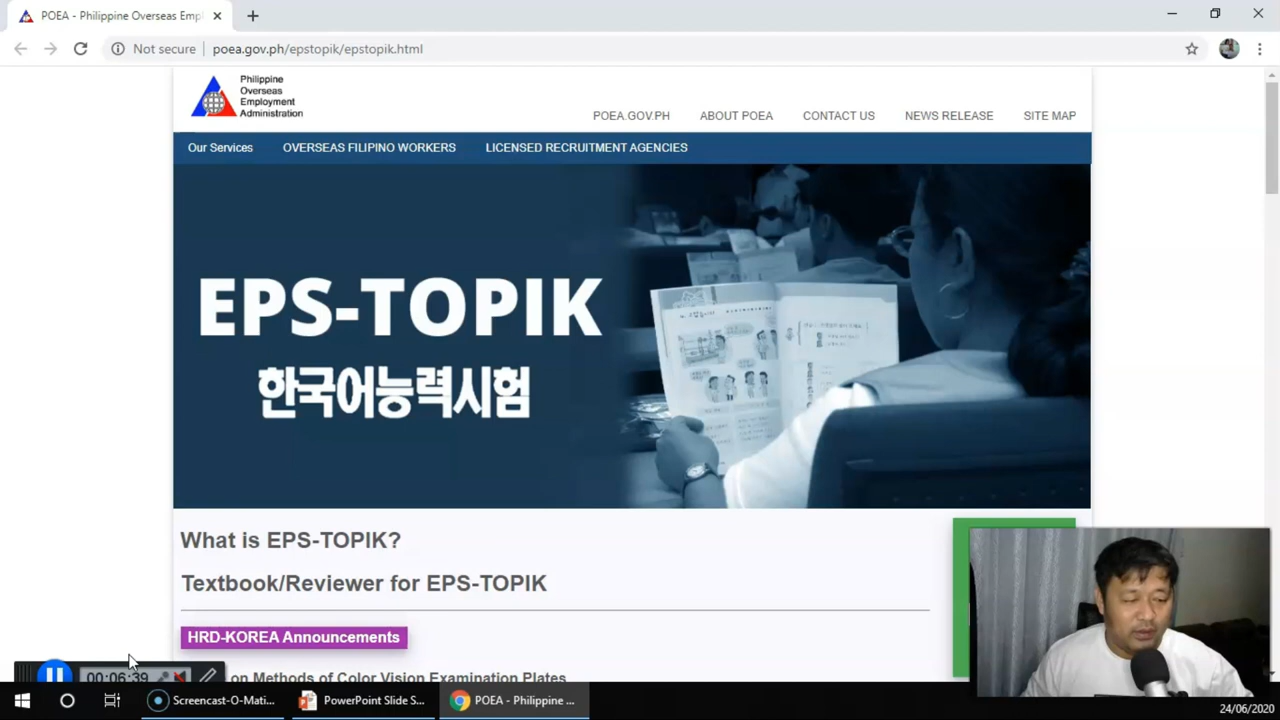 POEA - Philippine Overseas Emp
Not secure
poea.gov.ph/epstopik/epstopik.html
Philippine
Overseas
Employment
Administration
POEA.GOV.PH
ABOUT POEA
CONTACT US
NEWS RELEASE
SITE MAP
Our Services
OVERSEAS FILIPINO WORKERS
LICENSED RECRUITMENT AGENCIES
EPS-TOPIK
한국어능력시험
What is EPS-TOPIK?
Textbook/Reviewer for EPS-TOPIK
HRD-KOREA Announcements
on Methods of Color Vision Examination Plates
00:06:39
Screencast-O-Mati...
PowerPoint Slide S...
POEA - Philippine ...
24/06/2020